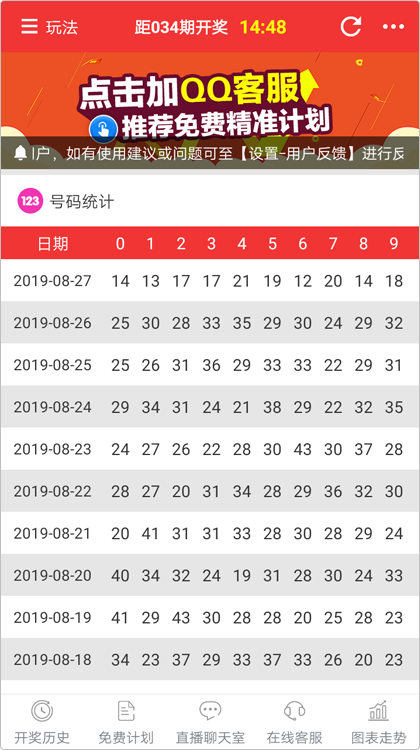 玩法 距034期开奖 14:48
点击加QQ客服
推荐免费精准计划
户，如有使用建议或问题可至【设置-用户反馈】进行反
123 号码统计
日期 0 1 2 3 4 5 6 7 8 9
2019-08-27 14 13 17 17 21 19 12 20 14 18
2019-08-26 25 30 28 33 35 29 30 24 29 32
2019-08-25 25 26 31 36 29 33 33 22 29 31
2019-08-24 29 34 31 24 21 38 29 22 32 35
2019-08-23 24 27 26 22 28 30 43 30 37 28
2019-08-22 28 27 20 31 34 28 29 36 32 30
2019-08-21 20 41 31 31 33 28 30 28 29 24
2019-08-20 40 34 32 24 19 31 28 30 24 33
2019-08-19 41 29 43 30 28 28 20 25 28 23
2019-08-18 34 23 37 29 33 37 33 26 20 23
开奖历史 免费计划 直播聊天室 在线客服 图表走势